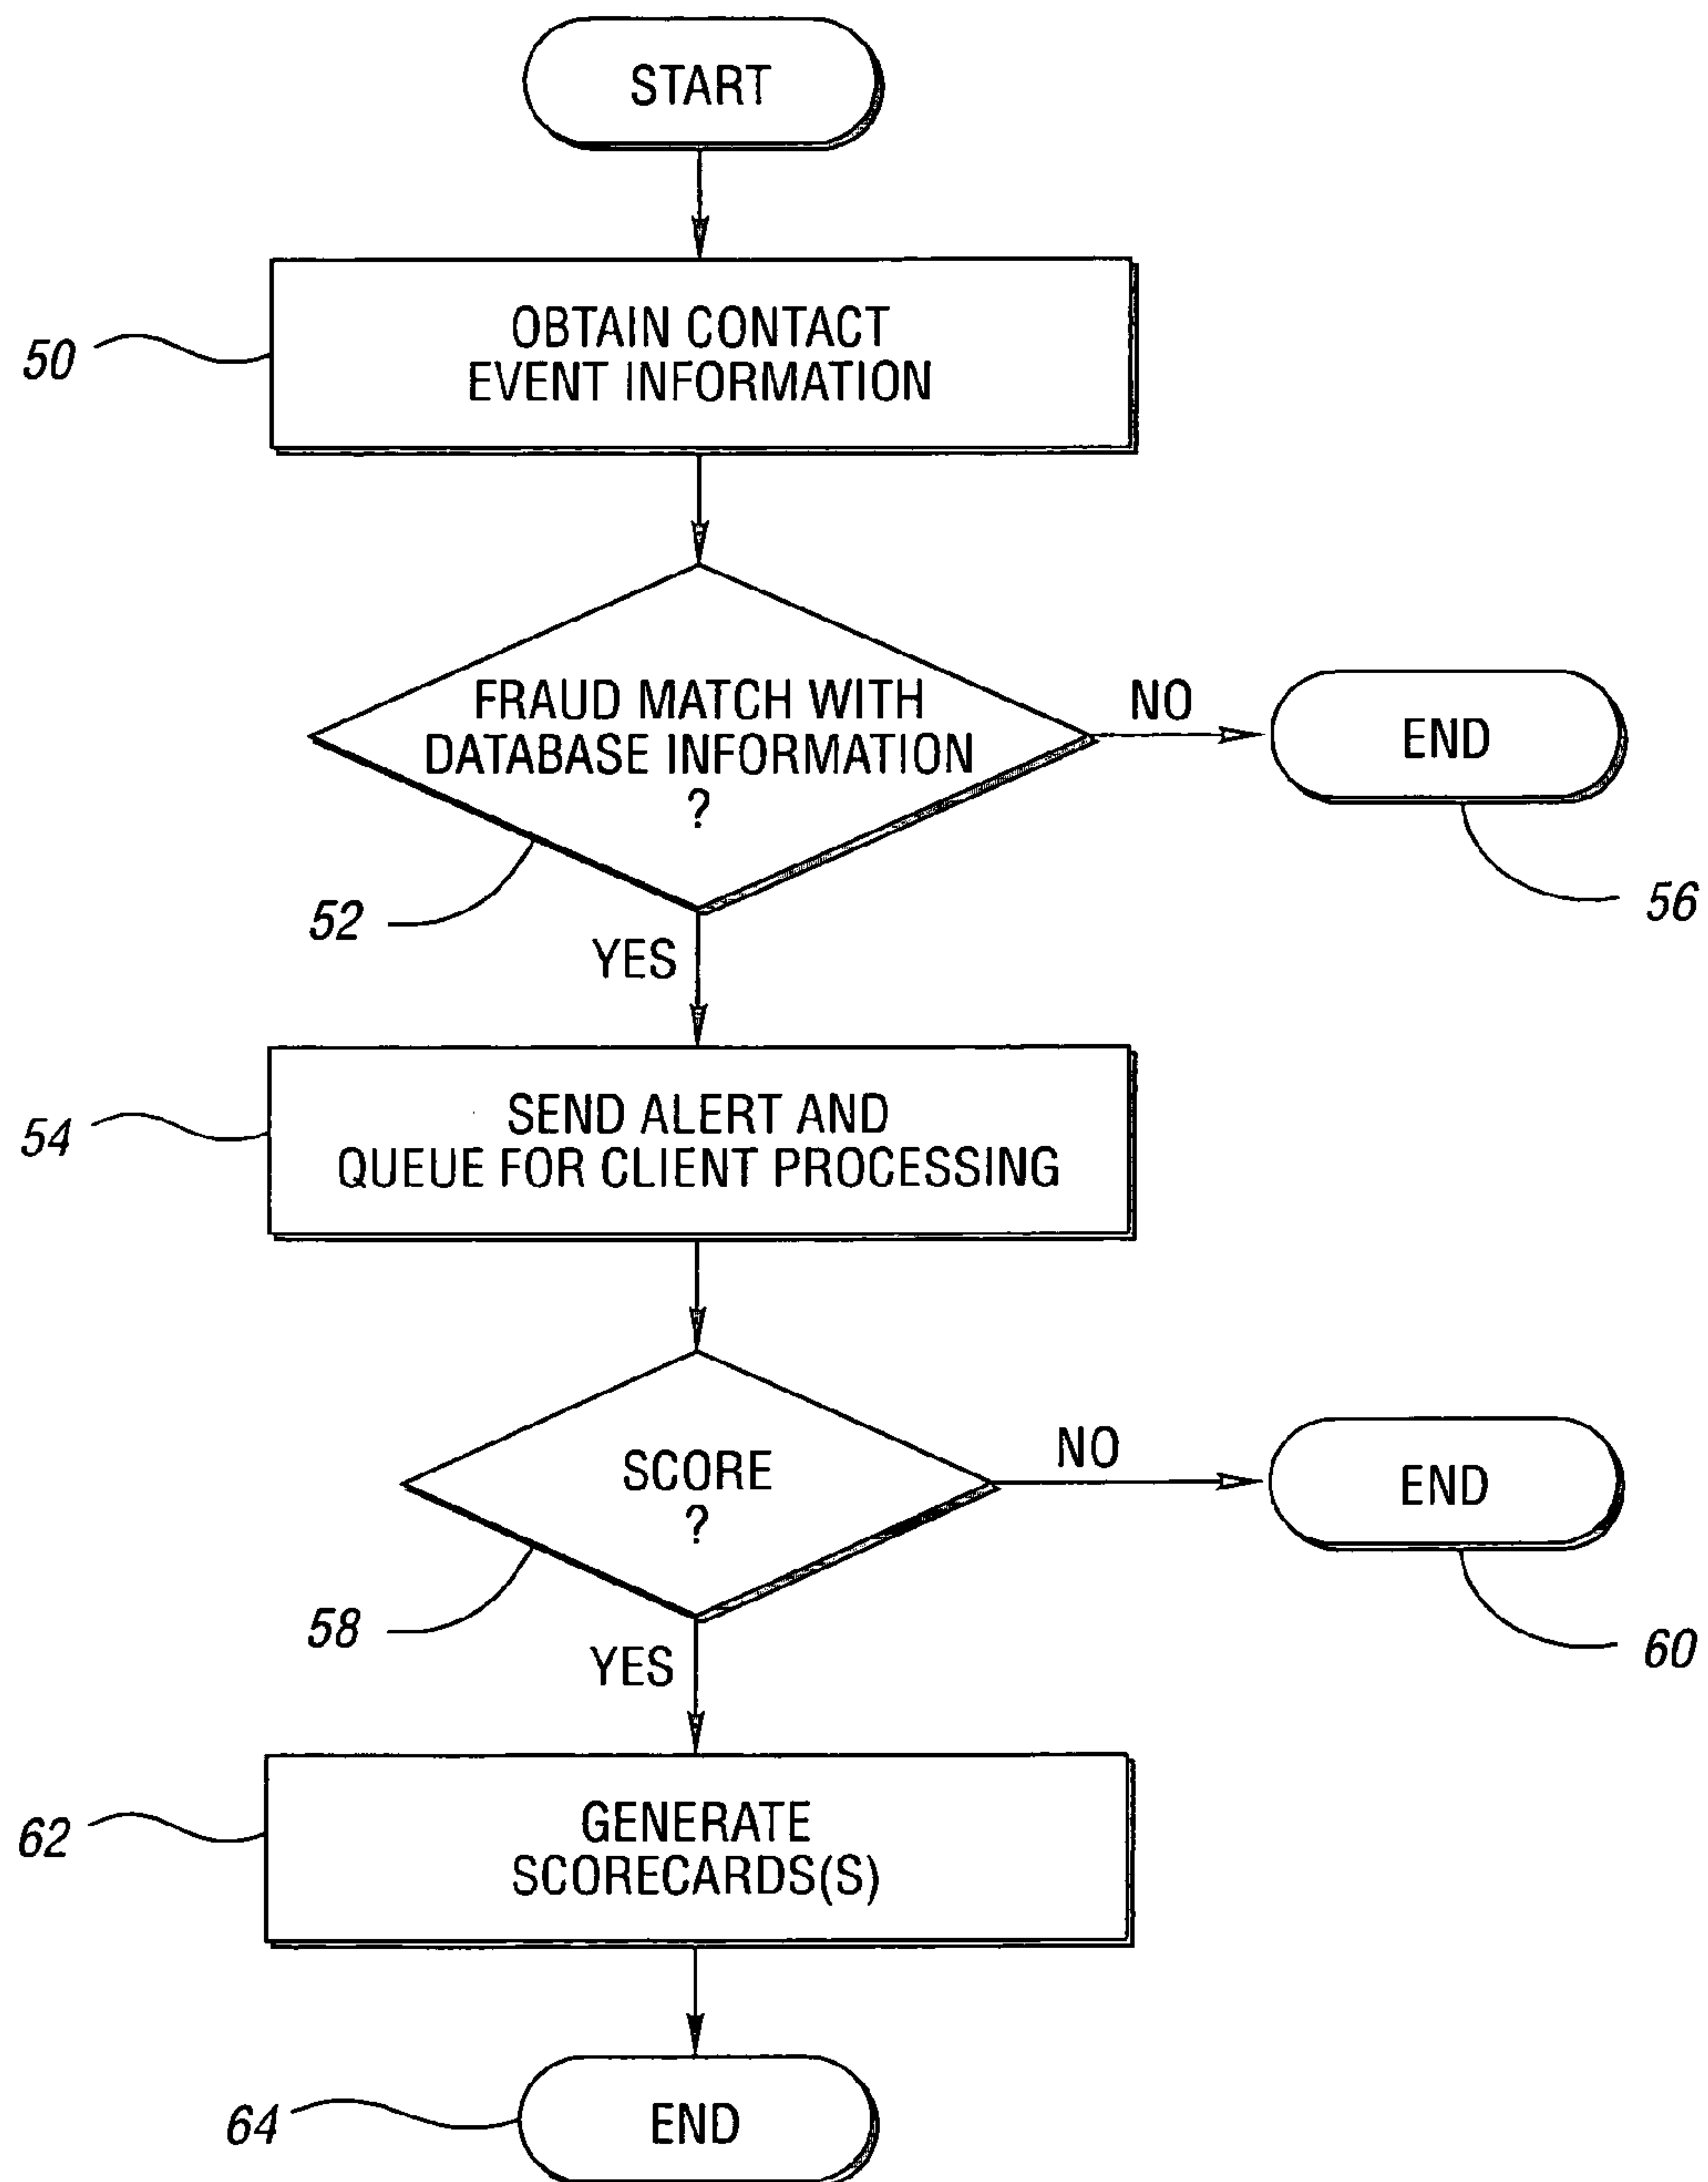 START
50
OBTAIN CONTACT
EVENT INFORMATION
FRAUD MATCH WITH
DATABASE INFORMATION
?
NO
END
52
56
YES
54
SEND ALERT AND
QUEUE FOR CLIENT PROCESSING
SCORE
?
NO
END
58
60
YES
62
GENERATE
SCORECARDS(S)
64
END